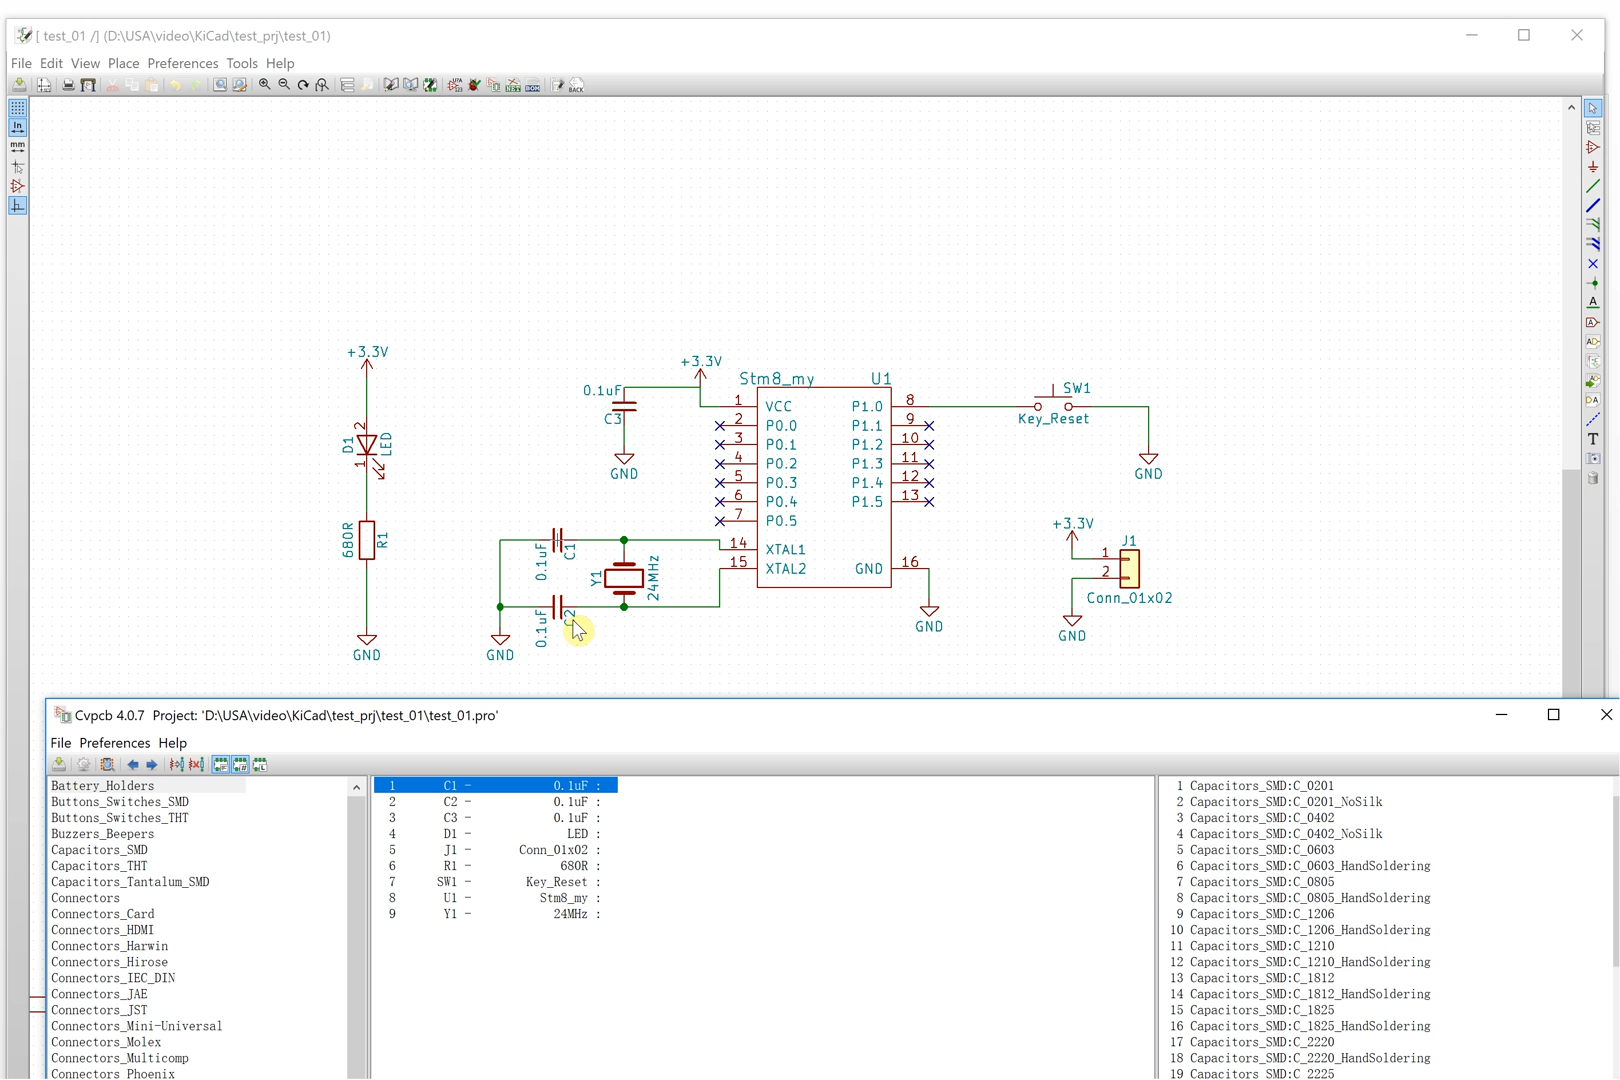 [ test_01 /] (D:\USA\video\KiCad\test_prj\test_01)
File Edit View Place Preferences Tools Help
In
mm
+3.3V
2
D1
LED
1
680R
R1
GND
+3.3V
0.1uF
C3
GND
Stm8_my U1
1 VCC P1.0 8
2 P0.0 P1.1 9
3 P0.1 P1.2 10
4 P0.2 P1.3 11
5 P0.3 P1.4 12
6 P0.4 P1.5 13
7 P0.5
14 XTAL1
15 XTAL2 GND 16
SW1
Key_Reset
GND
0.1uF
C1
Y1
24MHz
0.1uF
C2
GND
GND
+3.3V
J1
1
2
Conn_01x02
GND
Cvpcb 4.0.7 Project: 'D:\USA\video\KiCad\test_prj\test_01\test_01.pro'
File Preferences Help
Battery_Holders
Buttons_Switches_SMD
Buttons_Switches_THT
Buzzers_Beepers
Capacitors_SMD
Capacitors_THT
Capacitors_Tantalum_SMD
Connectors
Connectors_Card
Connectors_HDMI
Connectors_Harwin
Connectors_Hirose
Connectors_IEC_DIN
Connectors_JAE
Connectors_JST
Connectors_Mini-Universal
Connectors_Molex
Connectors_Multicomp
Connectors_Phoenix
1 C1 - 0.1uF :
2 C2 - 0.1uF :
3 C3 - 0.1uF :
4 D1 - LED :
5 J1 - Conn_01x02 :
6 R1 - 680R :
7 SW1 - Key_Reset :
8 U1 - Stm8_my :
9 Y1 - 24MHz :
1 Capacitors_SMD:C_0201
2 Capacitors_SMD:C_0201_NoSilk
3 Capacitors_SMD:C_0402
4 Capacitors_SMD:C_0402_NoSilk
5 Capacitors_SMD:C_0603
6 Capacitors_SMD:C_0603_HandSoldering
7 Capacitors_SMD:C_0805
8 Capacitors_SMD:C_0805_HandSoldering
9 Capacitors_SMD:C_1206
10 Capacitors_SMD:C_1206_HandSoldering
11 Capacitors_SMD:C_1210
12 Capacitors_SMD:C_1210_HandSoldering
13 Capacitors_SMD:C_1812
14 Capacitors_SMD:C_1812_HandSoldering
15 Capacitors_SMD:C_1825
16 Capacitors_SMD:C_1825_HandSoldering
17 Capacitors_SMD:C_2220
18 Capacitors_SMD:C_2220_HandSoldering
19 Capacitors_SMD:C_2225